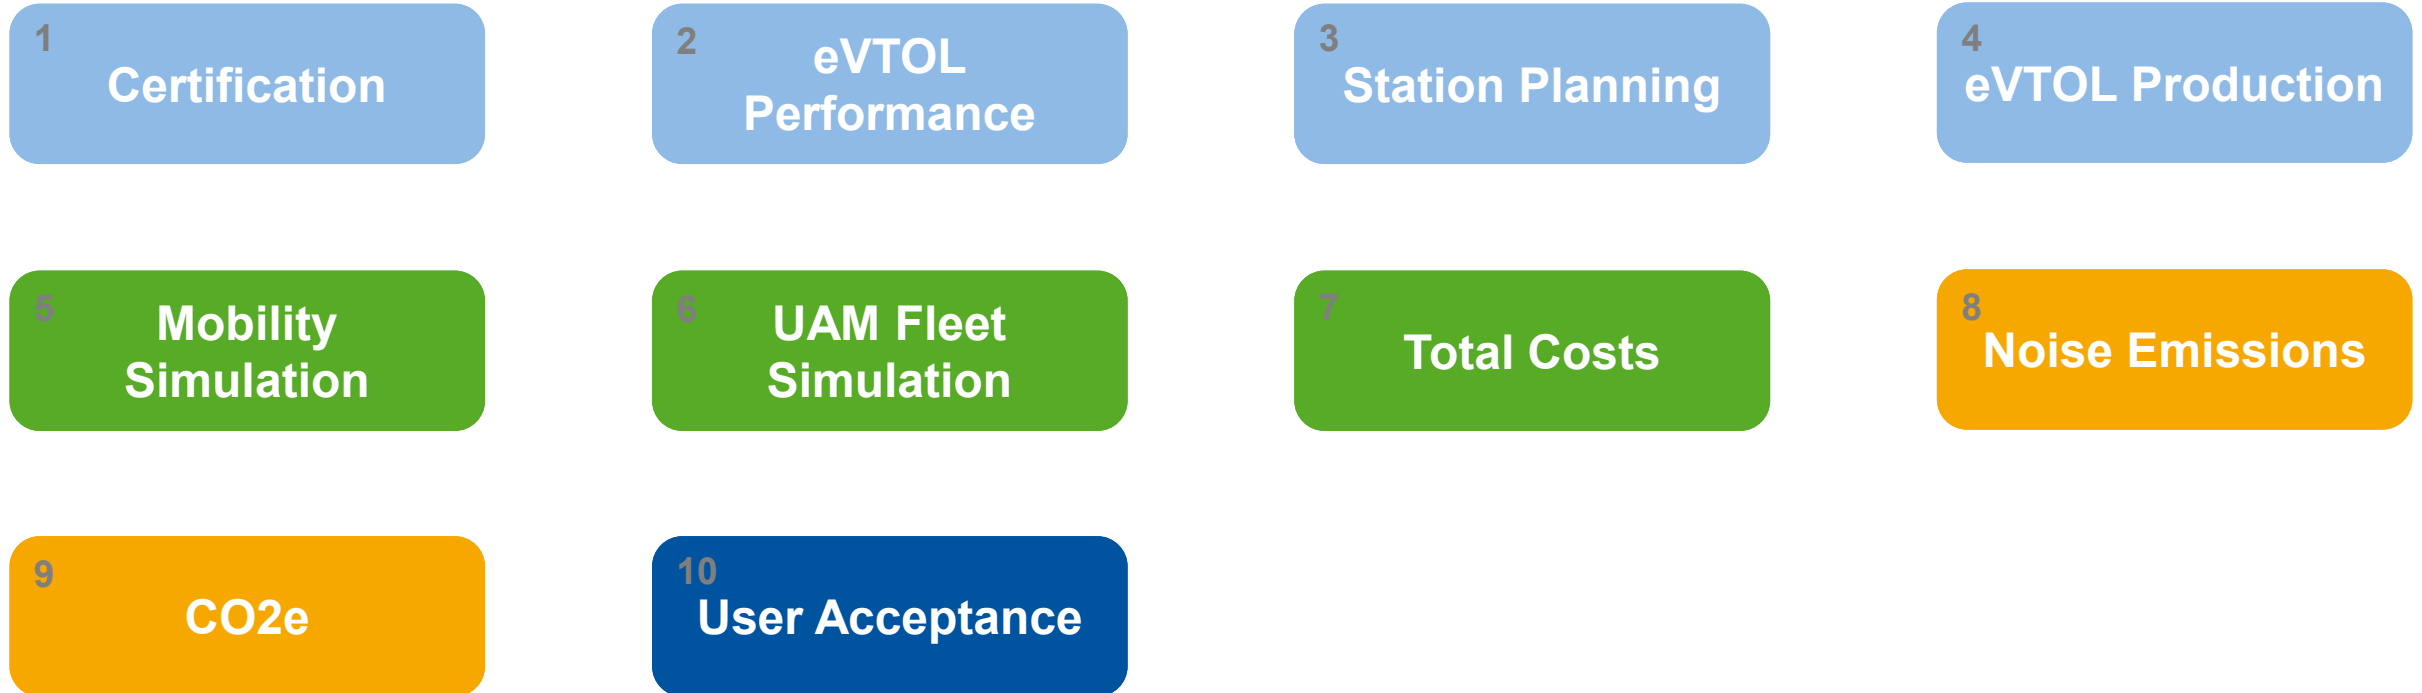 1
Certification
2
eVTOL
Performance
3
Station Planning
4
eVTOL Production
5
Mobility
Simulation
6
UAM Fleet
Simulation
7
Total Costs
8
Noise Emissions
9
CO2e
10
User Acceptance